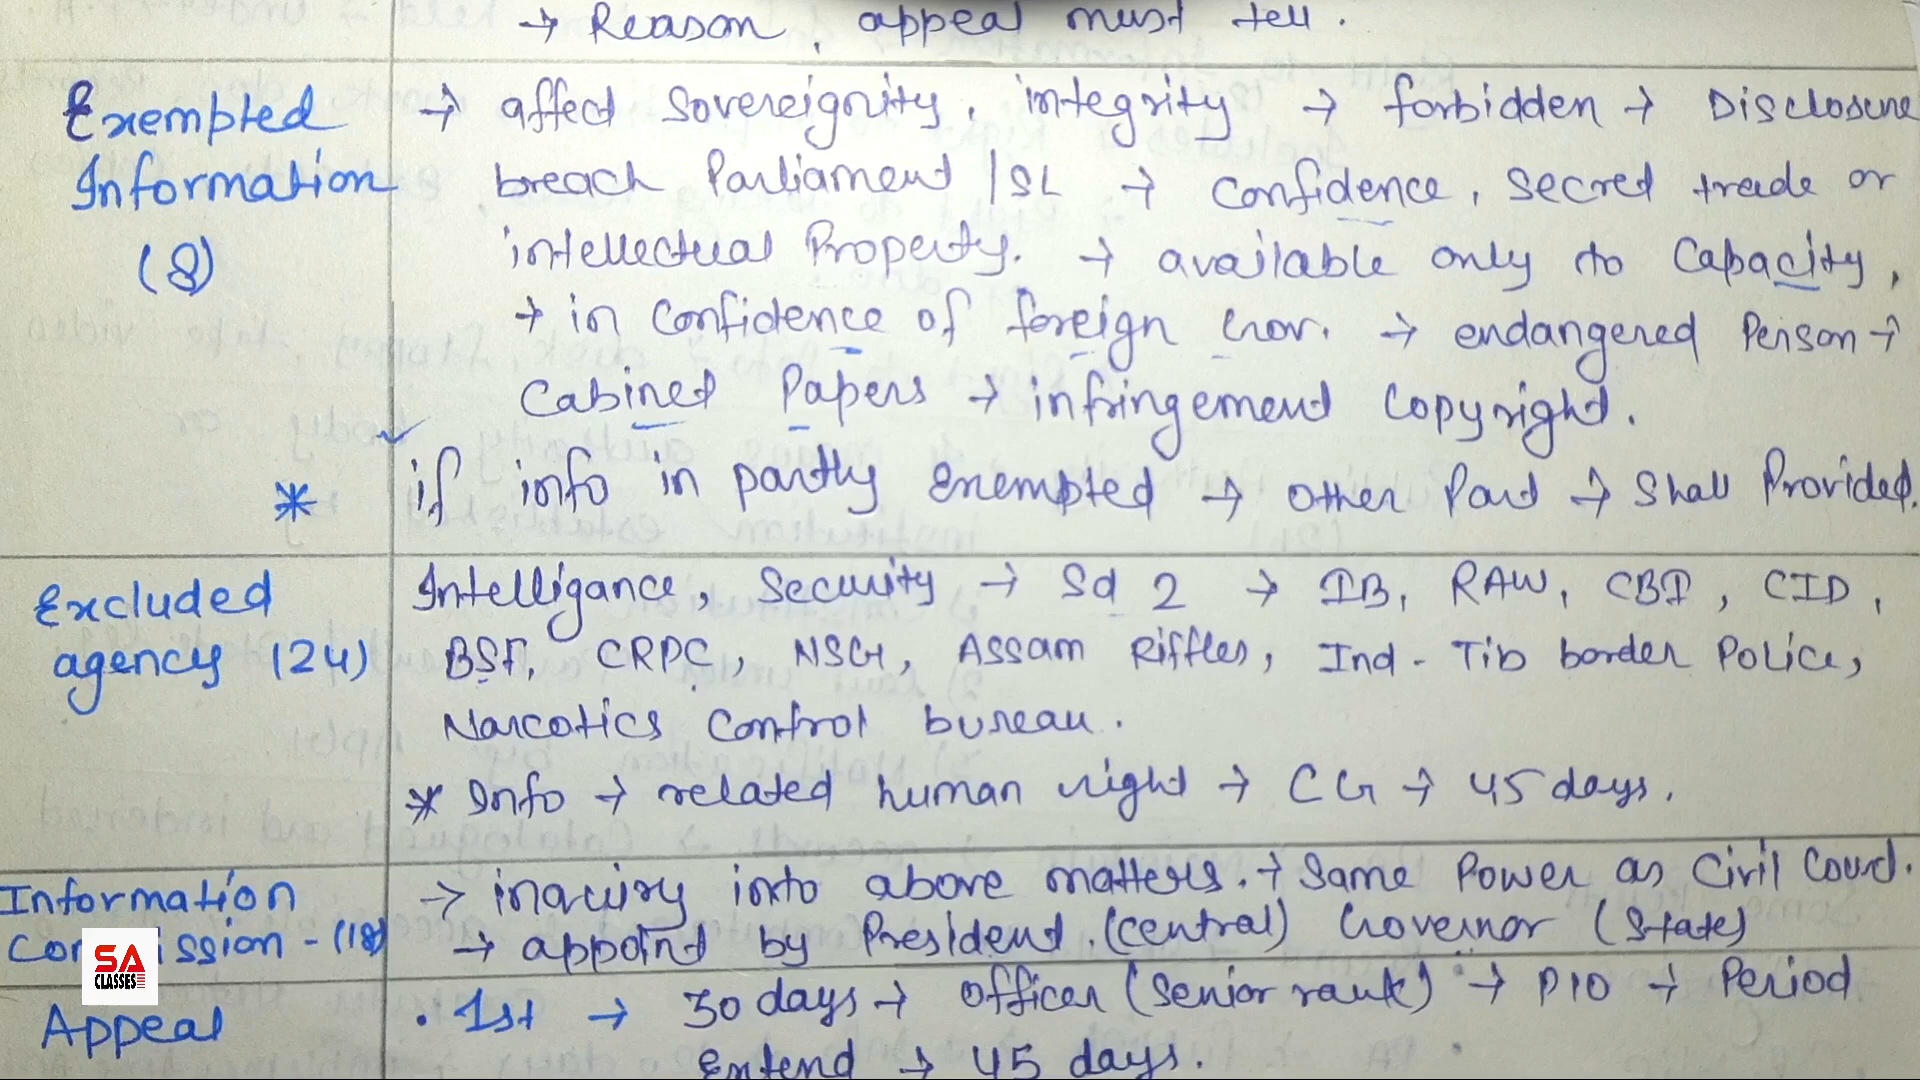 → Reason, appeal must tell.
Exempted → affect sovereignity, integrity → forbidden → Disclosure
Information breach Parliament / SL → confidence, secret trade or
(8) intellectual Property. → available only to capacity,
→ in confidence of foreign Gov. → endangered Person →
Cabinet Papers → infringement copyright.
* if info in partly Exempted → other Part → shall Provided.
Excluded Intelligance, Security → Sd 2 → IB, RAW, CBI, CID,
agency (24) BSF, CRPC, NSG, Assam Riffles, Ind - Tib border Police,
Narcotics control bureau.
* Info → related human right → CG → 45 days.
Information → inquiry into above matters. → same Power as Civil Court.
ission - (18) → appoint by President. (central) Governor (State)
SA
CLASSES
Appeal • 1st → 30 days → officer (senior rank) → PIO → Period
Extend → 45 days.